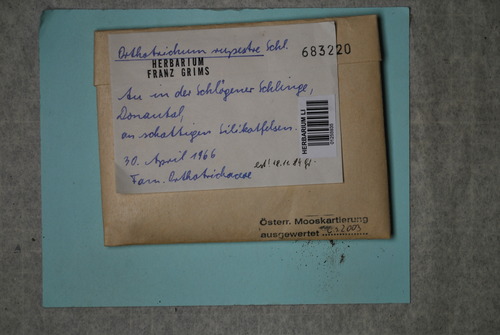 Orthotrichum rupestre Schl.
683220
HERBARIUM
FRANZ GRIMS
Au in der Schlögener Schlinge,
Donautal,
an schattigen Silikatfelsen.
30. April 1966
Fam. Orthotrichaceae
HERBARIUM LI
Österr. Mooskartierung
ausgewertet 2003